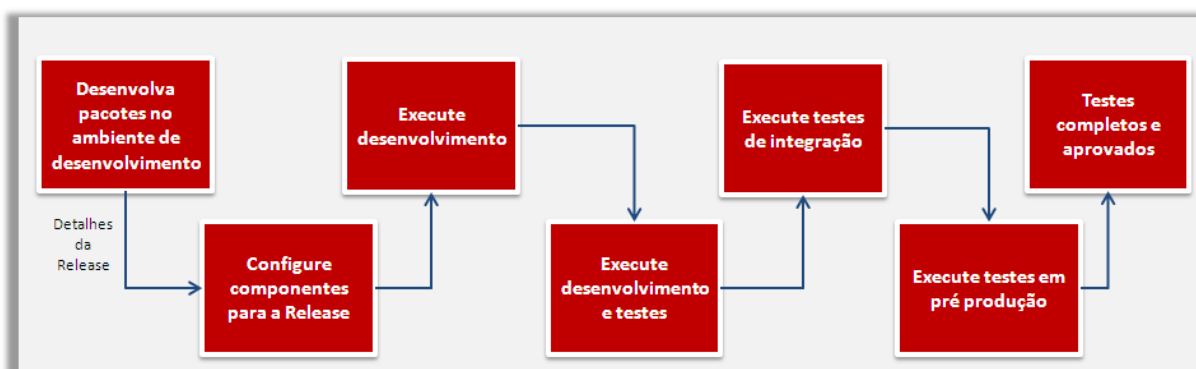 Desenvolva
pacotes no
ambiente de
desenvolvimento
Detalhes
da
Release
Configure
componentes
para a Release
Execute
desenvolvimento
Execute
desenvolvimento
e testes
Execute testes
de integração
Execute testes em
pré produção
Testes
completos e
aprovados